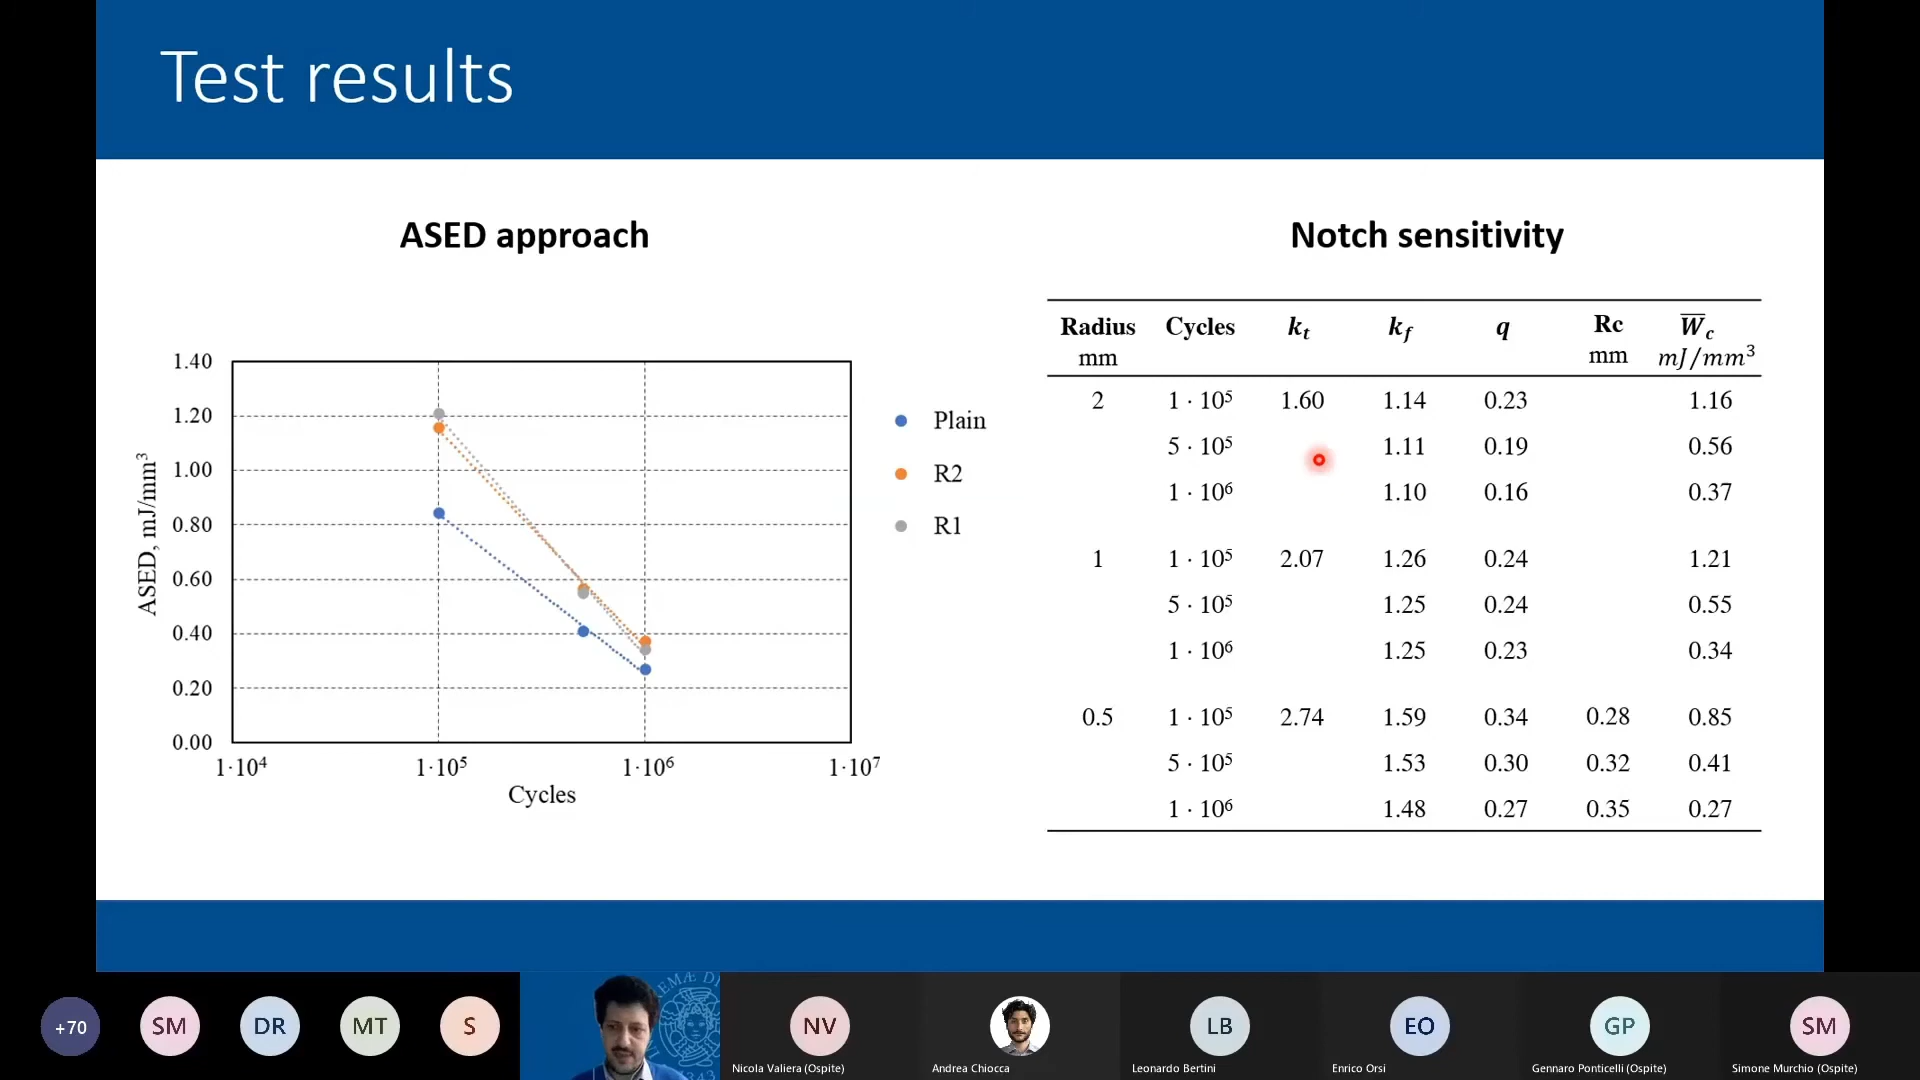 Test results
ASED approach
Notch sensitivity
1.40
1.20
1.00
0.80
0.60
0.40
0.20
0.00
ASED, mJ/mm³
1·10⁴ 1·10⁵ 1·10⁶ 1·10⁷
Cycles
Plain
R2
R1
Radius Cycles kₜ k_f q Rc W̅_c
mm mm mJ/mm³
2 1·10⁵ 1.60 1.14 0.23 1.16
5·10⁵ 1.11 0.19 0.56
1·10⁶ 1.10 0.16 0.37
1 1·10⁵ 2.07 1.26 0.24 1.21
5·10⁵ 1.25 0.24 0.55
1·10⁶ 1.25 0.23 0.34
0.5 1·10⁵ 2.74 1.59 0.34 0.28 0.85
5·10⁵ 1.53 0.30 0.32 0.41
1·10⁶ 1.48 0.27 0.35 0.27
+70 SM DR MT S NV LB EO GP SM
Nicola Valiera (Ospite) Andrea Chiocca Leonardo Bertini Enrico Orsi Gennaro Ponticelli (Ospite) Simone Murchio (Ospite)